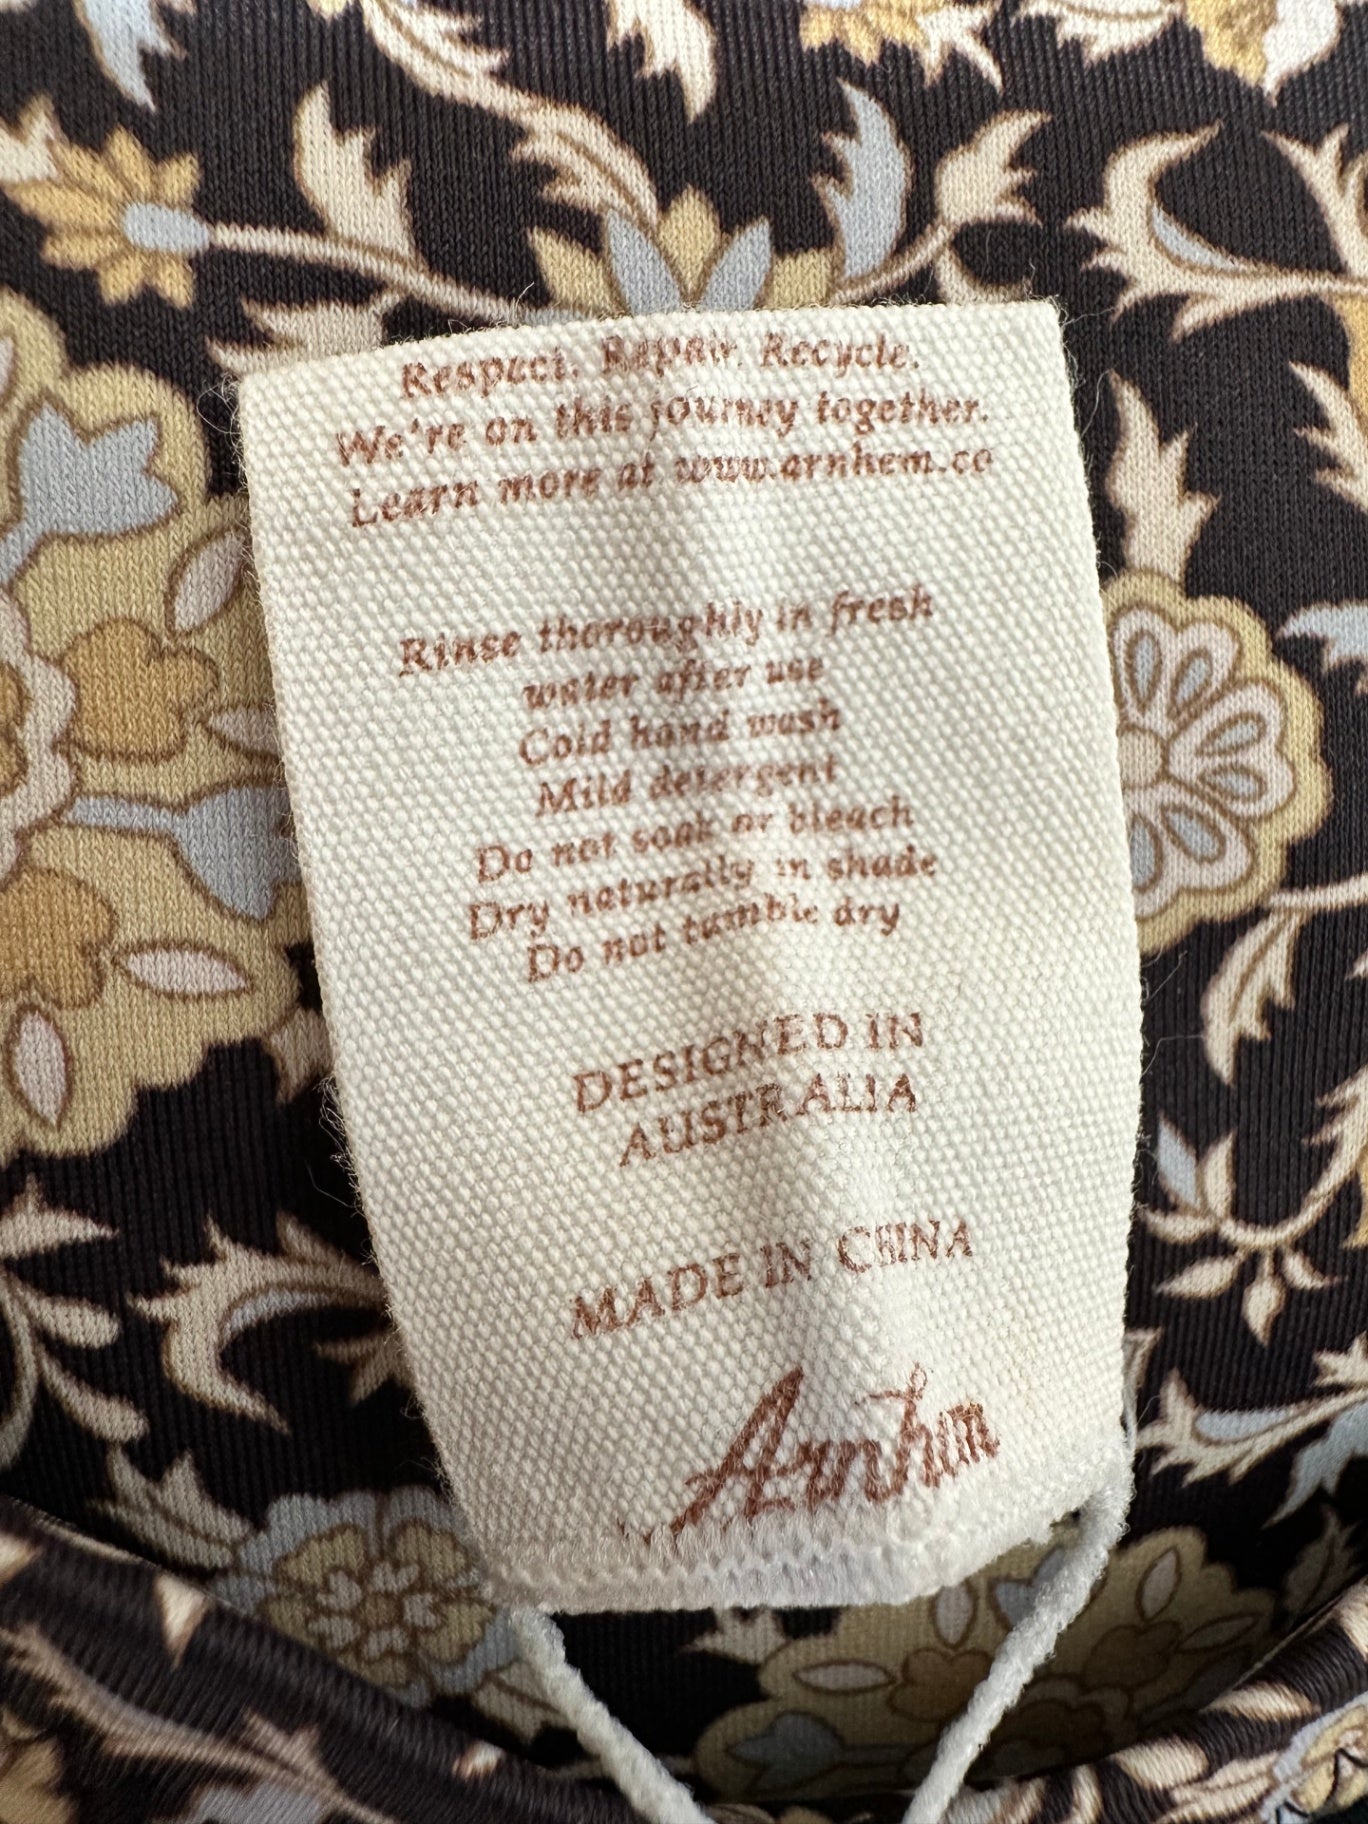 Respect. Repair. Recycle.
We're on this journey together.
Learn more at www.arnhem.co
Rinse thoroughly in fresh
water after use
Cold hand wash
Mild detergent
Do not soak or bleach
Dry naturally in shade
Do not tumble dry
DESIGNED IN
AUSTRALIA
MADE IN CHINA
Arnhem